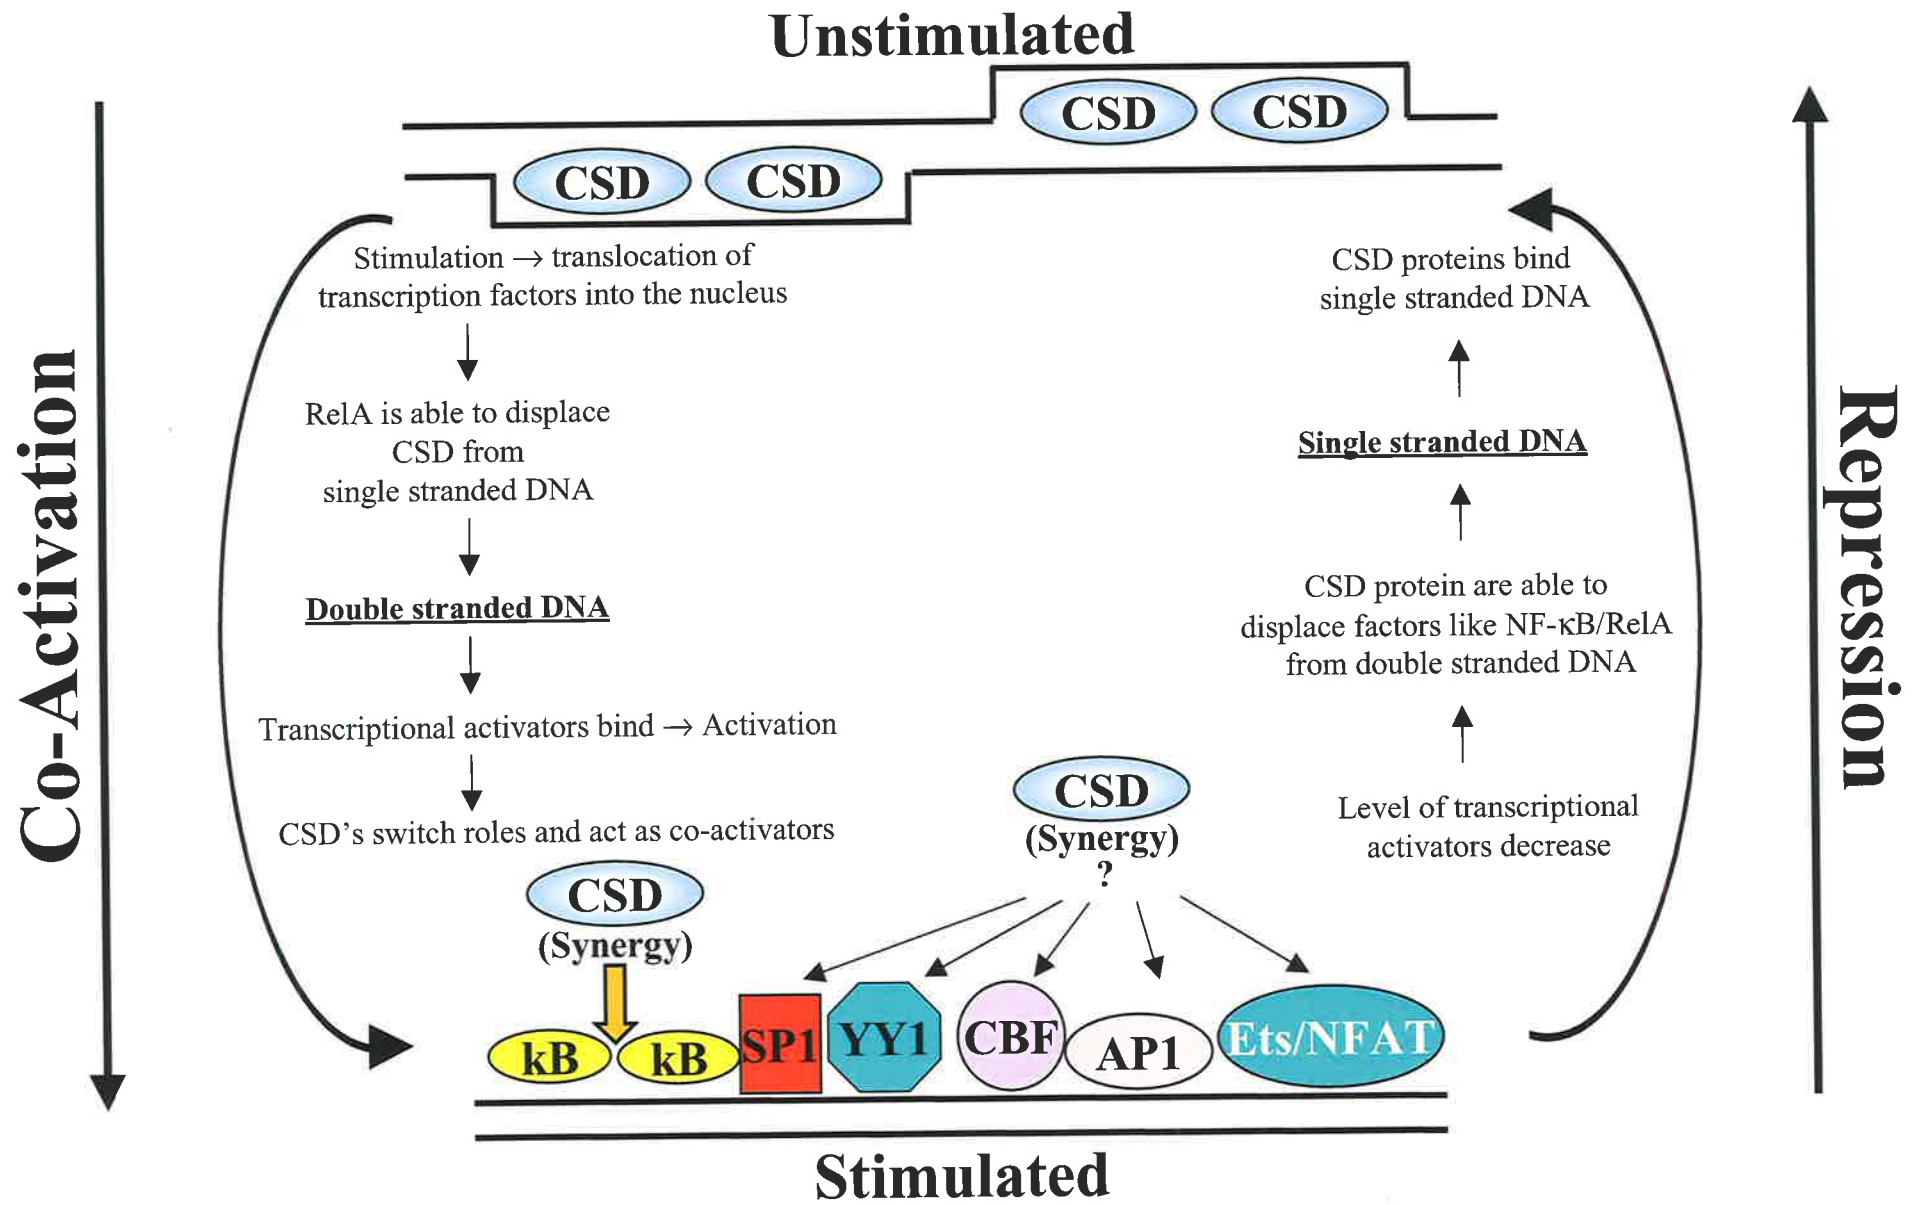 Unstimulated
CSD CSD
CSD CSD
Co-Activation
Stimulation → translocation of
transcription factors into the nucleus
RelA is able to displace
CSD from
single stranded DNA
Double stranded DNA
Transcriptional activators bind → Activation
CSD's switch roles and act as co-activators
CSD
(Synergy)
CSD
(Synergy)
?
CSD proteins bind
single stranded DNA
Single stranded DNA
CSD protein are able to
displace factors like NF-κB/RelA
from double stranded DNA
Level of transcriptional
activators decrease
Repression
kB kB SP1 YY1 CBF AP1 Ets/NFAT
Stimulated